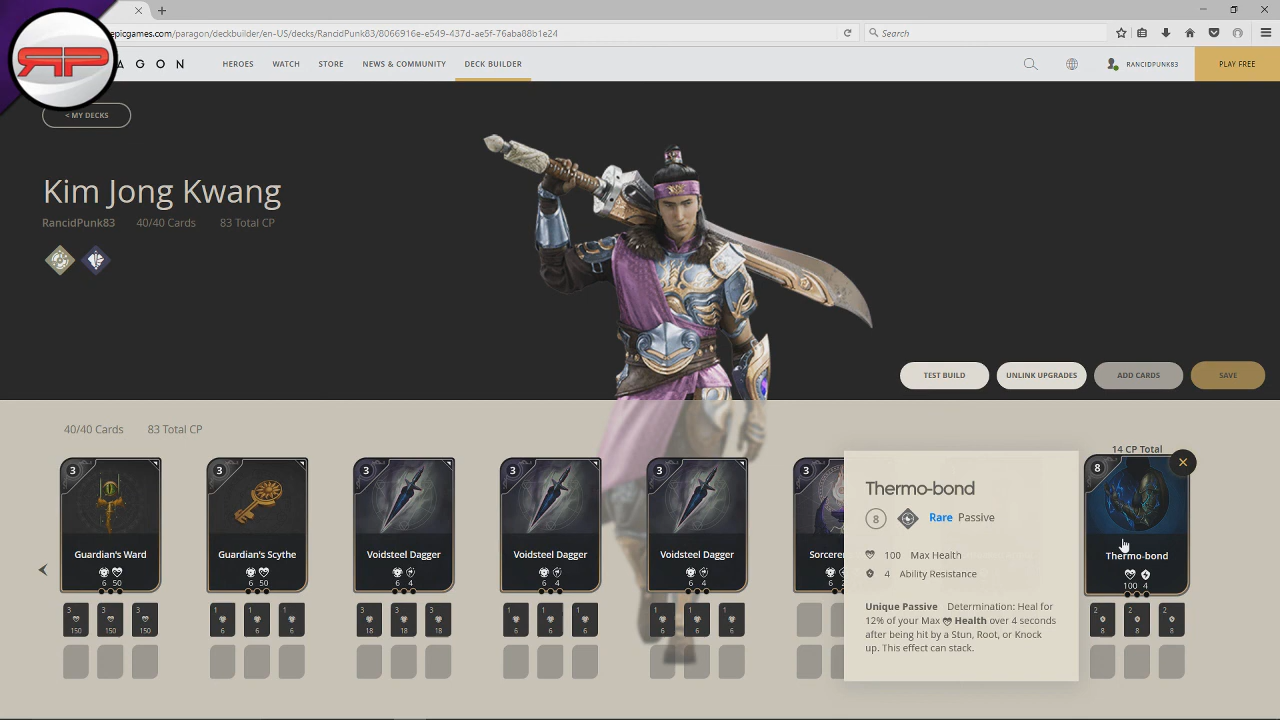 epicgames.com/paragon/deckbuilder/en-US/decks/RancidPunk83/8066916e-e549-437d-ae5f-76aba88b1e24
Search
RP
AGON
HEROES
WATCH
STORE
NEWS & COMMUNITY
DECK BUILDER
RANCIDPUNK83
PLAY FREE
< MY DECKS
Kim Jong Kwang
RancidPunk83 40/40 Cards 83 Total CP
TEST BUILD
UNLINK UPGRADES
ADD CARDS
SAVE
40/40 Cards 83 Total CP
14 CP Total
3
Guardian's Ward
6 50
3 3 3
150 150 150
3
Guardian's Scythe
6 50
1 1 1
6 6 6
3
Voidsteel Dagger
6 4
3 3 3
18 18 18
3
Voidsteel Dagger
6 4
1 1 1
6 6 6
3
Voidsteel Dagger
6 4
1 1 1
6 6 6
3
Sorcere
6
Thermo-bond
8 Rare Passive
100 Max Health
4 Ability Resistance
Unique Passive Determination: Heal for
12% of your Max Health over 4 seconds
after being hit by a Stun, Root, or Knock
up. This effect can stack.
8
Thermo-bond
100 4
2 2 2
8 8 8